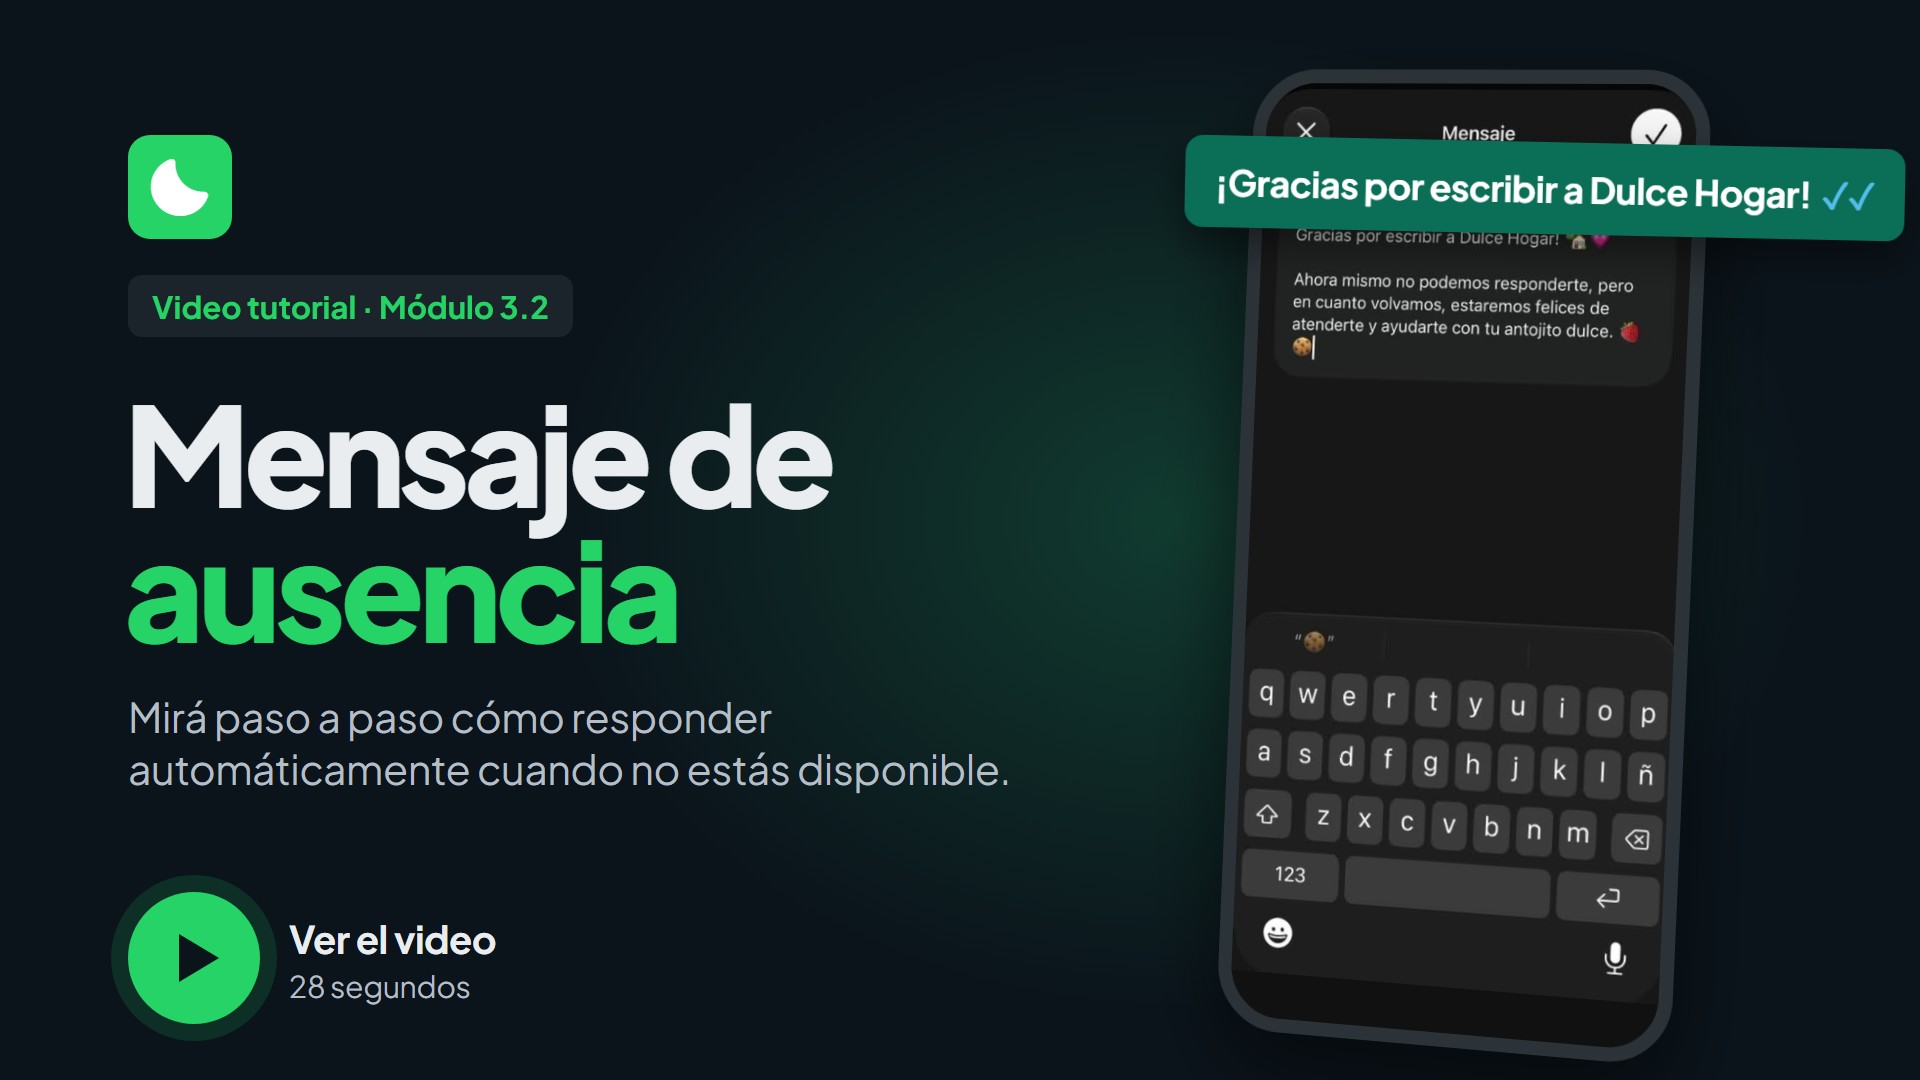 Video tutorial · Módulo 3.2
Mensaje de
ausencia
Mirá paso a paso cómo responder
automáticamente cuando no estás disponible.
Ver el video
28 segundos
Mensaje
¡Gracias por escribir a Dulce Hogar! ✓✓
Gracias por escribir a Dulce Hogar! 🏡💗
Ahora mismo no podemos responderte, pero
en cuanto volvamos, estaremos felices de
atenderte y ayudarte con tu antojito dulce. 🍓
🍪
“🍪”
q w e r t y u i o p
a s d f g h j k l ñ
z x c v b n m
123